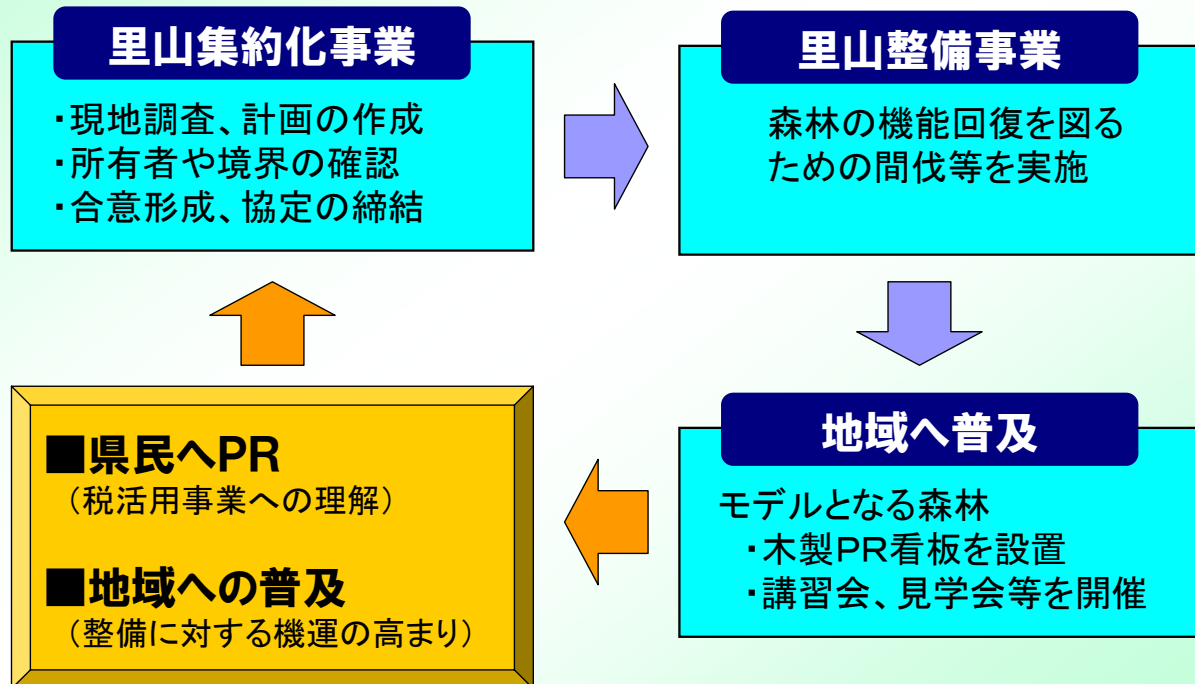 里山集約化事業
・現地調査、計画の作成
・所有者や境界の確認
・合意形成、協定の締結
里山整備事業
森林の機能回復を図る
ための間伐等を実施
地域へ普及
モデルとなる森林
・木製PR看板を設置
・講習会、見学会等を開催
■県民へPR
（税活用事業への理解）
■地域への普及
（整備に対する機運の高まり）